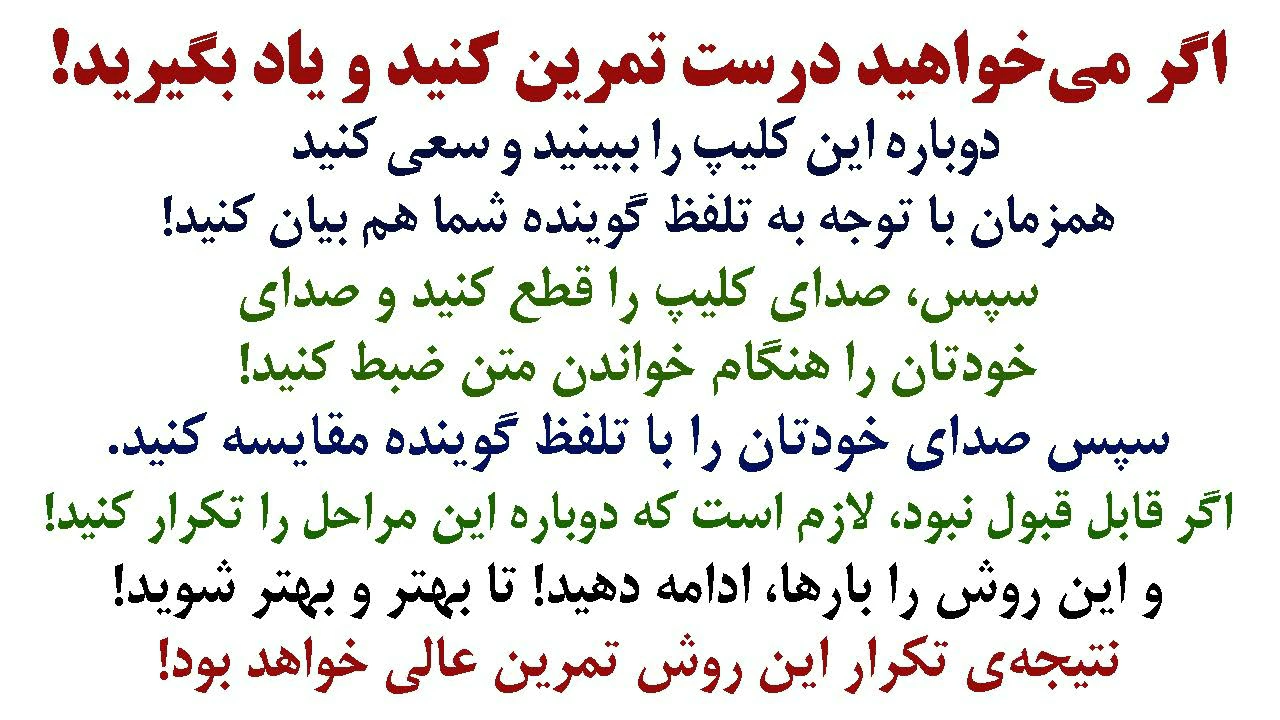 اگر می‌خواهید درست تمرین کنید و یاد بگیرید!
دوباره این کلیپ را ببینید و سعی کنید
همزمان با توجه به تلفظ گوینده شما هم بیان کنید!
سپس، صدای کلیپ را قطع کنید و صدای
خودتان را هنگام خواندن متن ضبط کنید!
سپس صدای خودتان را با تلفظ گوینده مقایسه کنید.
اگر قابل قبول نبود، لازم است که دوباره این مراحل را تکرار کنید!
و این روش را بارها، ادامه دهید! تا بهتر و بهتر شوید!
نتیجه‌ی تکرار این روش تمرین عالی خواهد بود!